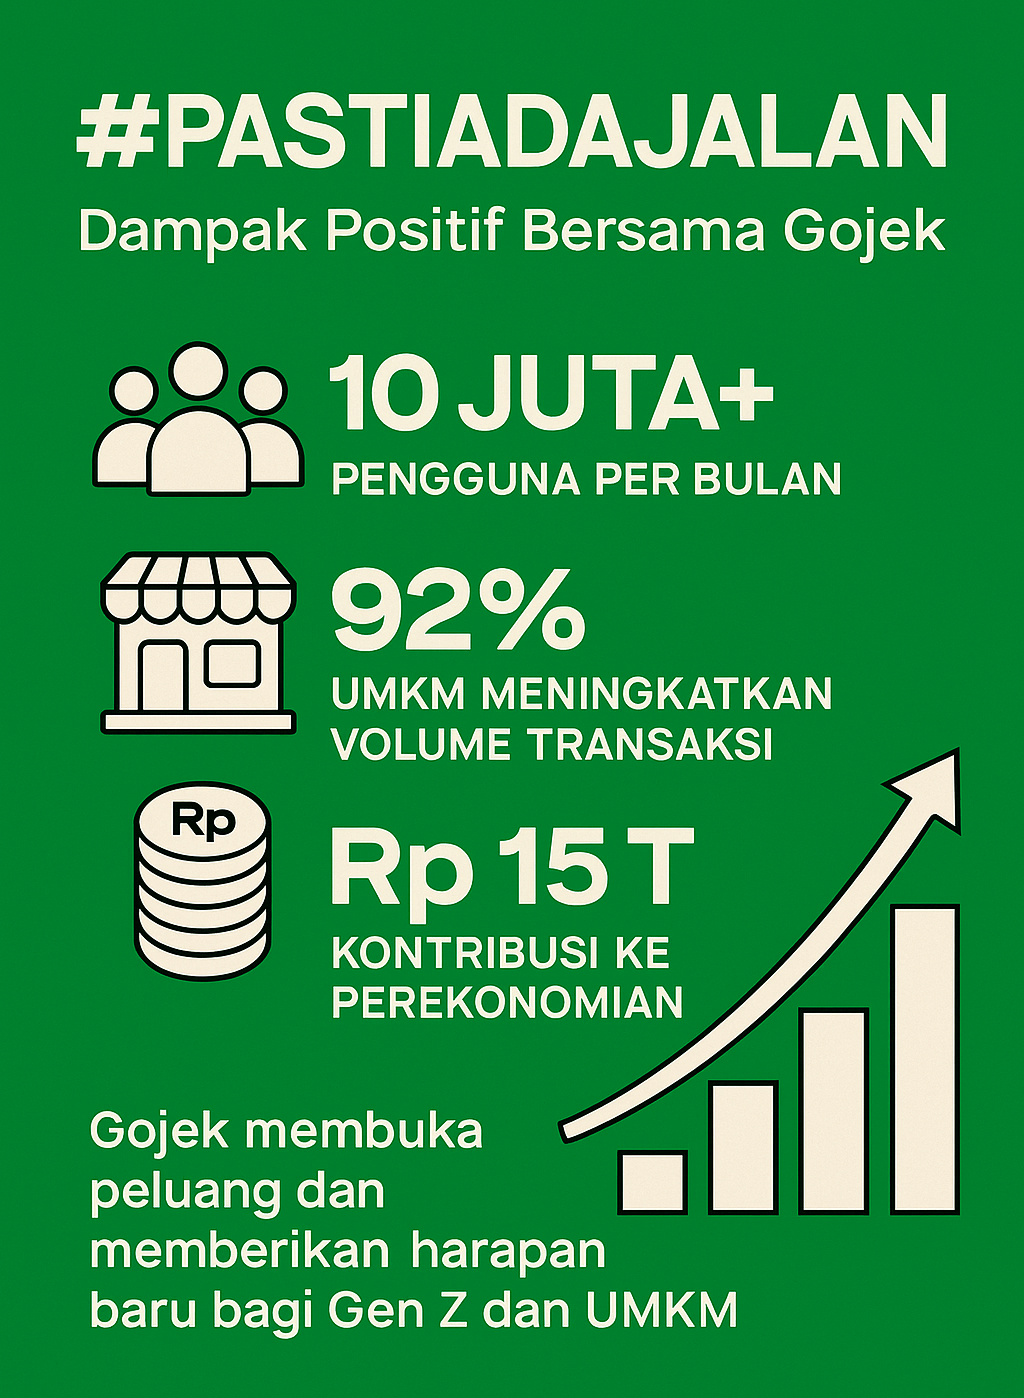 #PASTIADAJALAN
Dampak Positif Bersama Gojek
10 JUTA+
PENGGUNA PER BULAN
92%
UMKM MENINGKATKAN
VOLUME TRANSAKSI
Rp
Rp 15 T
KONTRIBUSI KE
PEREKONOMIAN
Gojek membuka
peluang dan
memberikan harapan
baru bagi Gen Z dan UMKM